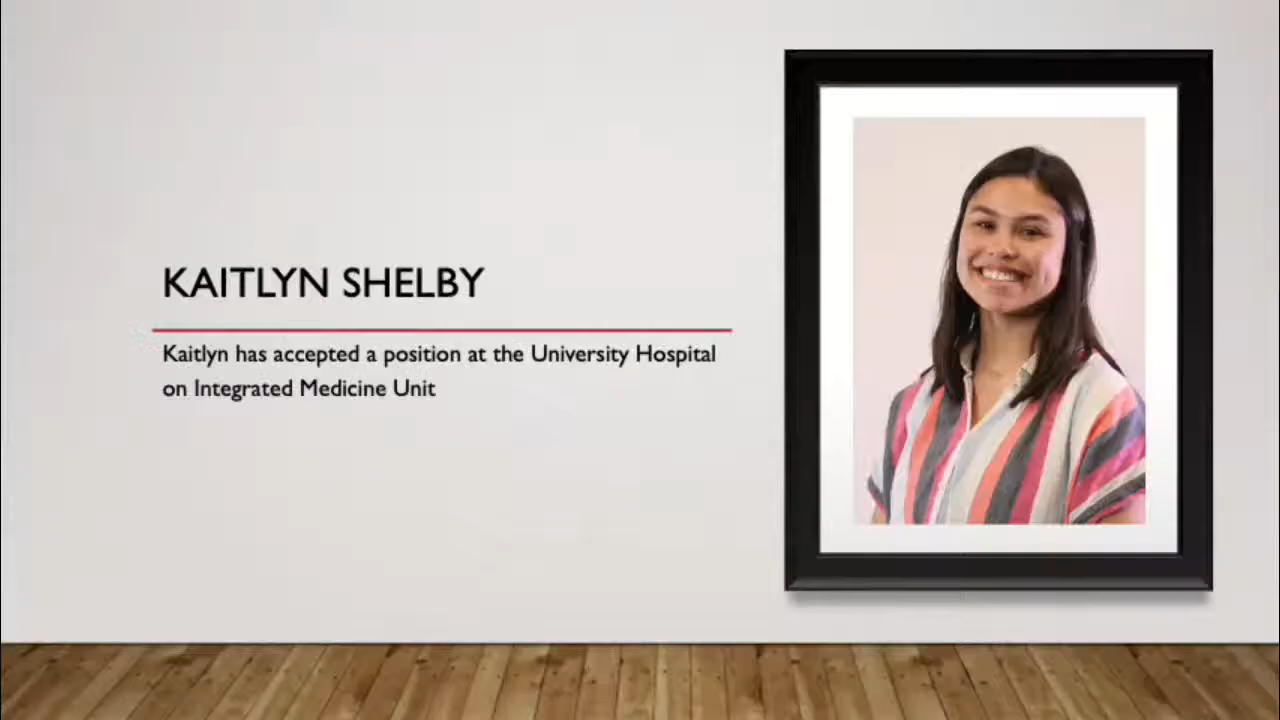 KAITLYN SHELBY
Kaitlyn has accepted a position at the University Hospital
on Integrated Medicine Unit